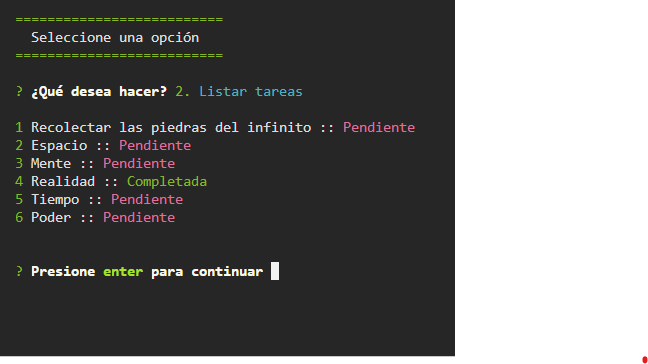 ==========================
Seleccione una opción
==========================
? ¿Qué desea hacer? 2. Listar tareas
1 Recolectar las piedras del infinito :: Pendiente
2 Espacio :: Pendiente
3 Mente :: Pendiente
4 Realidad :: Completada
5 Tiempo :: Pendiente
6 Poder :: Pendiente
? Presione enter para continuar